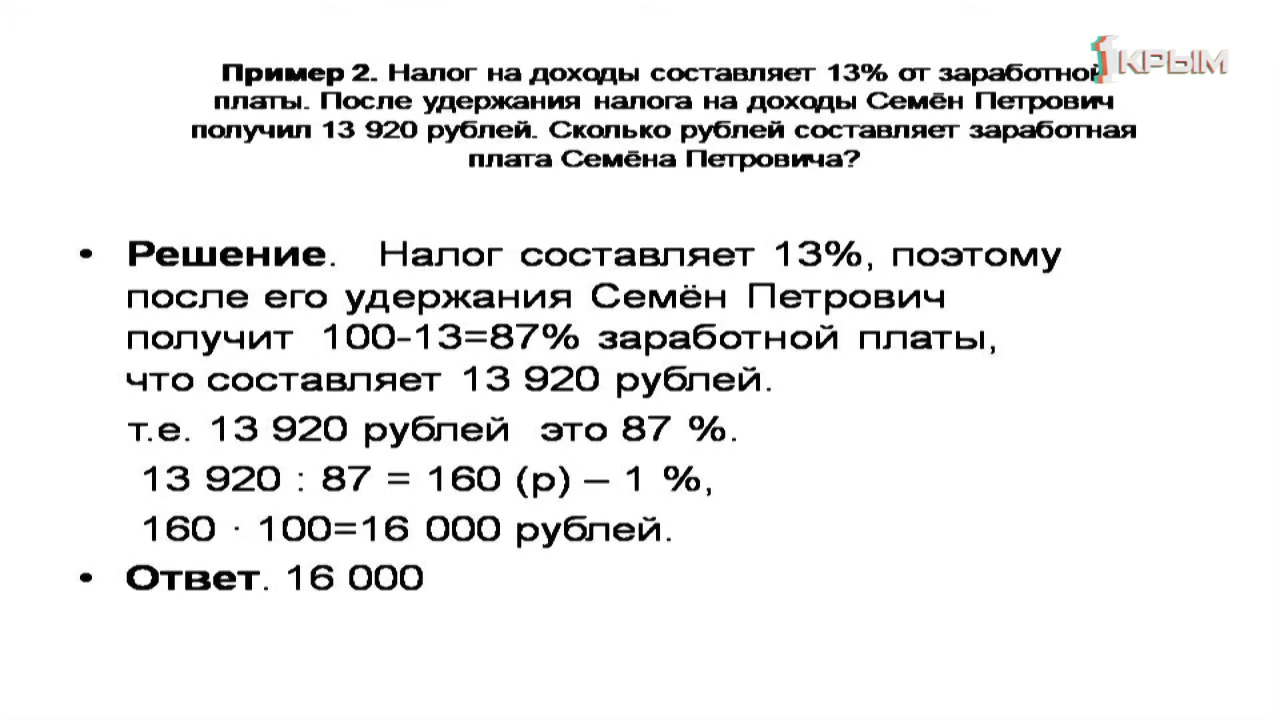 Пример 2. Налог на доходы составляет 13% от заработной
платы. После удержания налога на доходы Семён Петрович
получил 13 920 рублей. Сколько рублей составляет заработная
плата Семёна Петровича?
1 КРЫМ
• Решение. Налог составляет 13%, поэтому
после его удержания Семён Петрович
получит 100-13=87% заработной платы,
что составляет 13 920 рублей.
т.е. 13 920 рублей это 87 %.
13 920 : 87 = 160 (р) – 1 %,
160 · 100=16 000 рублей.
• Ответ. 16 000